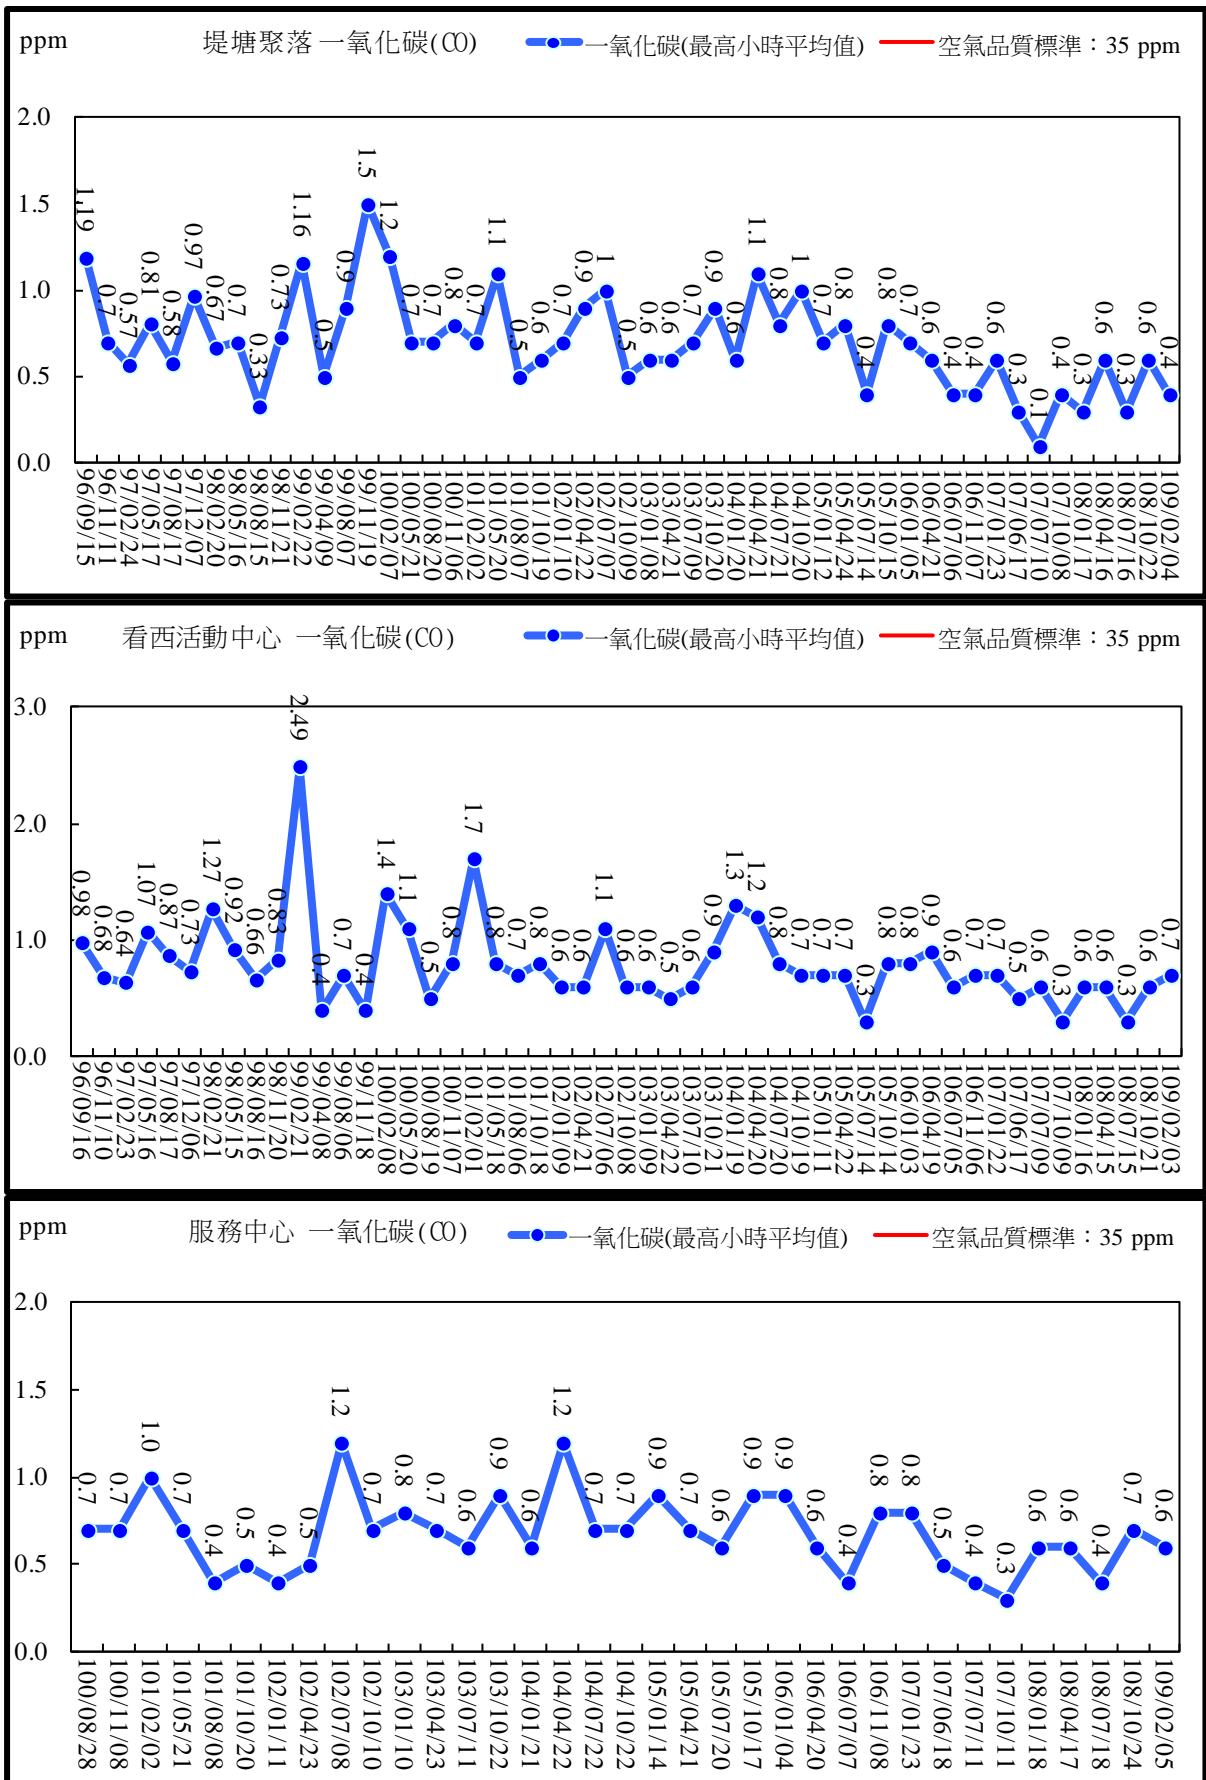 ppm 堤塘聚落 一氧化碳(CO) 一氧化碳(最高小時平均值) 空氣品質標準：35 ppm
2.0
1.5
1.0
0.5
0.0
1.19 0.7 0.57 0.81 0.58 0.97 0.67 0.7 0.33 0.73 1.16 0.5 0.9 1.5 1.2 0.7 0.7 0.8 0.7 1.1 0.5 0.6 0.7 0.9 1 0.5 0.6 0.6 0.7 0.9 0.6 1.1 0.8 1 0.7 0.8 0.4 0.8 0.7 0.6 0.4 0.4 0.6 0.3 0.1 0.4 0.3 0.6 0.3 0.6 0.4
96/09/15 96/11/11 97/02/24 97/05/17 97/08/17 97/12/07 98/02/20 98/05/16 98/08/15 98/11/21 99/02/22 99/04/09 99/08/07 99/11/19 100/02/07 100/05/21 100/08/20 100/11/06 101/02/02 101/05/20 101/08/07 101/10/19 102/01/10 102/04/22 102/07/07 102/10/09 103/01/08 103/04/21 103/07/09 103/10/20 104/01/20 104/04/21 104/07/21 104/10/20 105/01/12 105/04/24 105/07/14 105/10/15 106/01/05 106/04/21 106/07/06 106/11/07 107/01/23 107/06/17 107/07/10 107/10/08 108/01/17 108/04/16 108/07/16 108/10/22 109/02/04
ppm 看西活動中心 一氧化碳(CO) 一氧化碳(最高小時平均值) 空氣品質標準：35 ppm
3.0
2.0
1.0
0.0
0.98 0.68 0.64 1.07 0.87 0.73 1.27 0.92 0.66 0.83 2.49 0.4 0.7 0.4 1.4 1.1 0.5 0.8 1.7 0.8 0.7 0.8 0.6 0.6 1.1 0.6 0.6 0.5 0.6 0.9 1.3 1.2 0.8 0.7 0.7 0.7 0.3 0.8 0.8 0.9 0.6 0.7 0.7 0.5 0.6 0.3 0.6 0.6 0.3 0.6 0.7
96/09/16 96/11/10 97/02/23 97/05/16 97/08/17 97/12/06 98/02/21 98/05/15 98/08/16 98/11/20 99/02/21 99/04/08 99/08/06 99/11/18 100/02/08 100/05/20 100/08/19 100/11/07 101/02/01 101/05/18 101/08/06 101/10/18 102/01/09 102/04/21 102/07/06 102/10/08 103/01/09 103/04/22 103/07/10 103/10/21 104/01/19 104/04/20 104/07/20 104/10/19 105/01/11 105/04/22 105/07/14 105/10/14 106/01/03 106/04/19 106/07/05 106/11/06 107/01/22 107/06/17 107/07/09 107/10/09 108/01/16 108/04/15 108/07/15 108/10/21 109/02/03
ppm 服務中心 一氧化碳(CO) 一氧化碳(最高小時平均值) 空氣品質標準：35 ppm
2.0
1.5
1.0
0.5
0.0
0.7 0.7 1.0 0.7 0.4 0.5 0.4 0.5 1.2 0.7 0.8 0.7 0.6 0.9 0.6 1.2 0.7 0.7 0.9 0.7 0.6 0.9 0.9 0.6 0.4 0.8 0.8 0.5 0.4 0.3 0.6 0.6 0.4 0.7 0.6
100/08/28 100/11/08 101/02/02 101/05/21 101/08/08 101/10/20 102/01/11 102/04/23 102/07/08 102/10/10 103/01/10 103/04/23 103/07/11 103/10/22 104/01/21 104/04/22 104/07/22 104/10/22 105/01/14 105/04/21 105/07/20 105/10/17 106/01/04 106/04/20 106/07/07 106/11/08 107/01/23 107/06/18 107/07/11 107/10/11 108/01/18 108/04/17 108/07/18 108/10/24 109/02/05